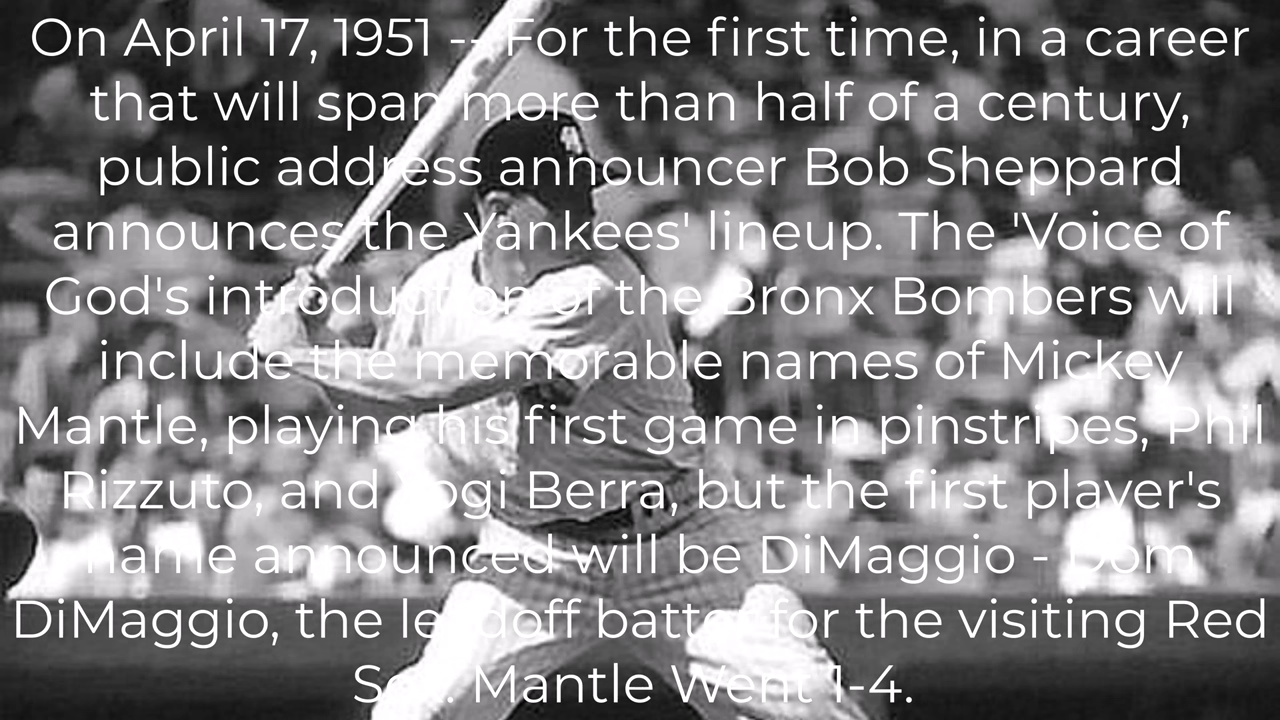 On April 17, 1951 -- For the first time, in a career
that will span more than half of a century,
public address announcer Bob Sheppard
announces the Yankees' lineup. The 'Voice of
God's introduction of the Bronx Bombers will
include the memorable names of Mickey
Mantle, playing his first game in pinstripes, Phil
Rizzuto, and Yogi Berra, but the first player's
name announced will be DiMaggio - Dom
DiMaggio, the leadoff batter for the visiting Red
Sox. Mantle Went 1-4.